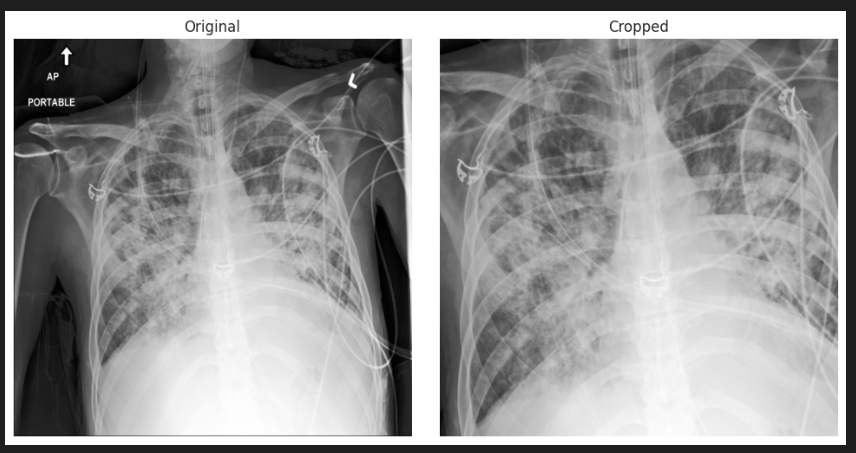 Original
Cropped
AP
PORTABLE
L